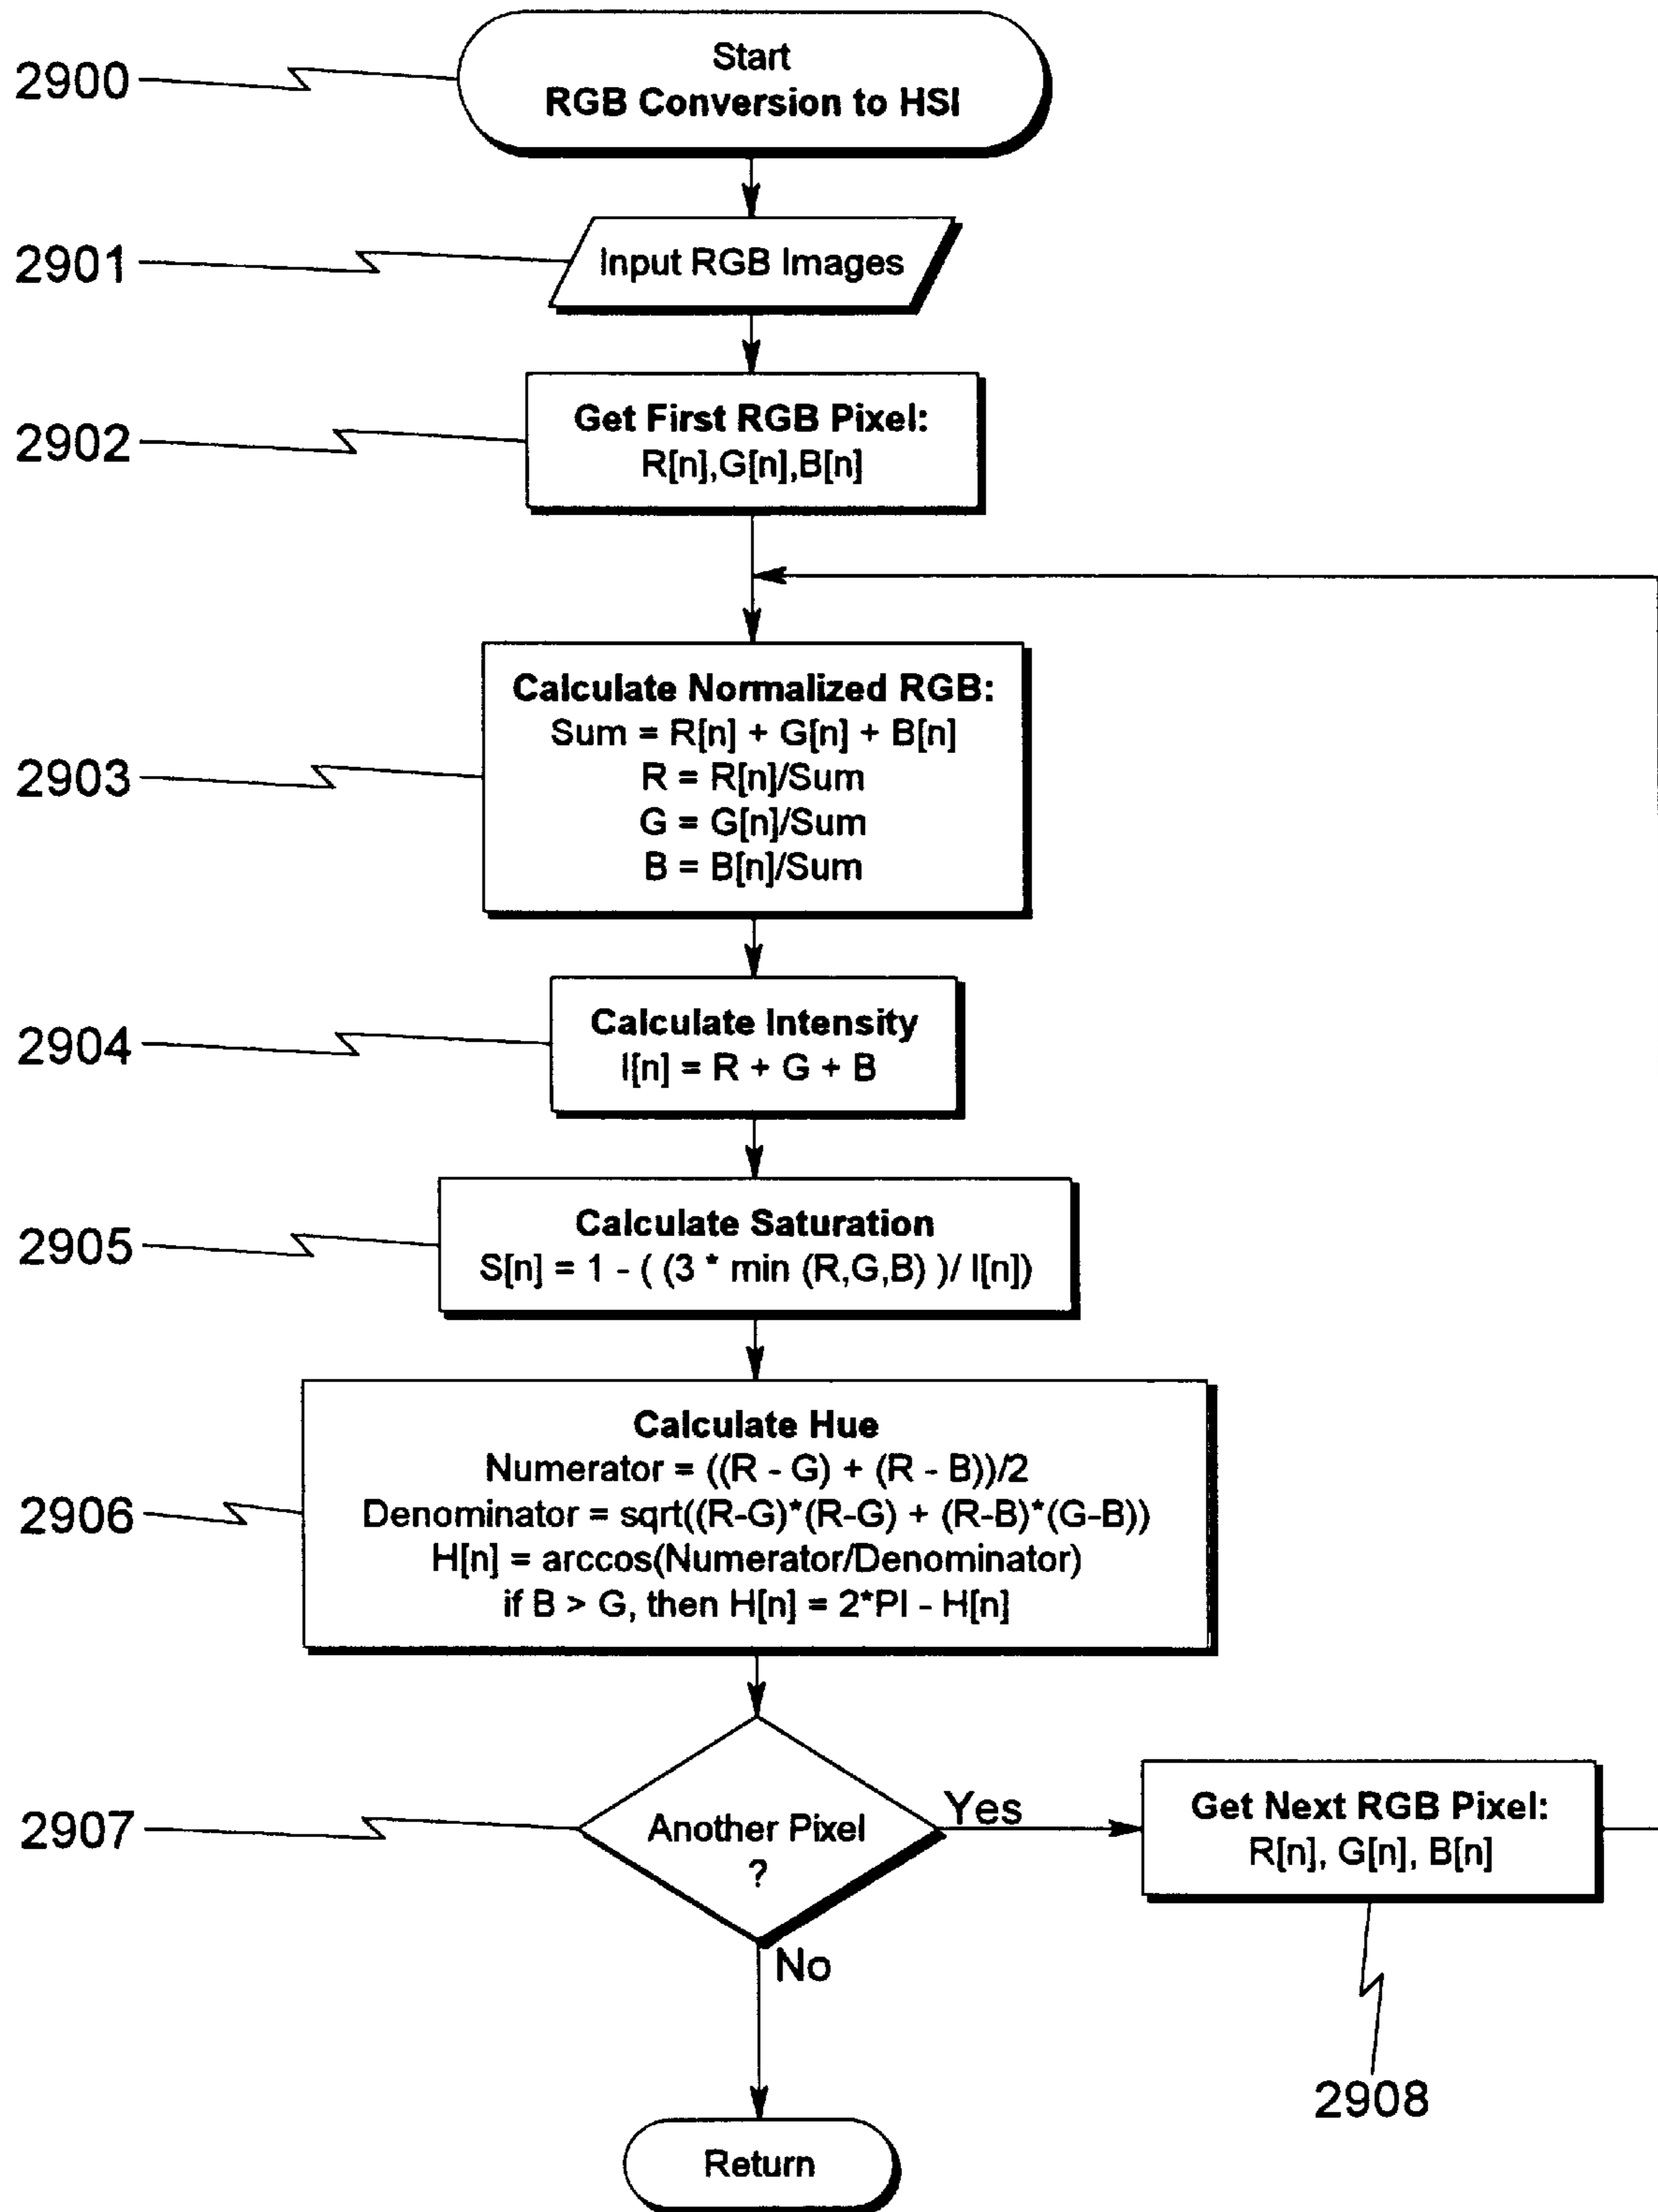 2900
Start
RGB Conversion to HSI
2901
Input RGB Images
2902
Get First RGB Pixel:
R[n],G[n],B[n]
2903
Calculate Normalized RGB:
Sum = R[n] + G[n] + B[n]
R = R[n]/Sum
G = G[n]/Sum
B = B[n]/Sum
2904
Calculate Intensity
I[n] = R + G + B
2905
Calculate Saturation
S[n] = 1 - ( (3 * min (R,G,B) )/ I[n])
2906
Calculate Hue
Numerator = ((R - G) + (R - B))/2
Denominator = sqrt((R-G)*(R-G) + (R-B)*(G-B))
H[n] = arccos(Numerator/Denominator)
if B > G, then H[n] = 2*PI - H[n]
2907
Another Pixel
?
Yes
Get Next RGB Pixel:
R[n], G[n], B[n]
No
2908
Return